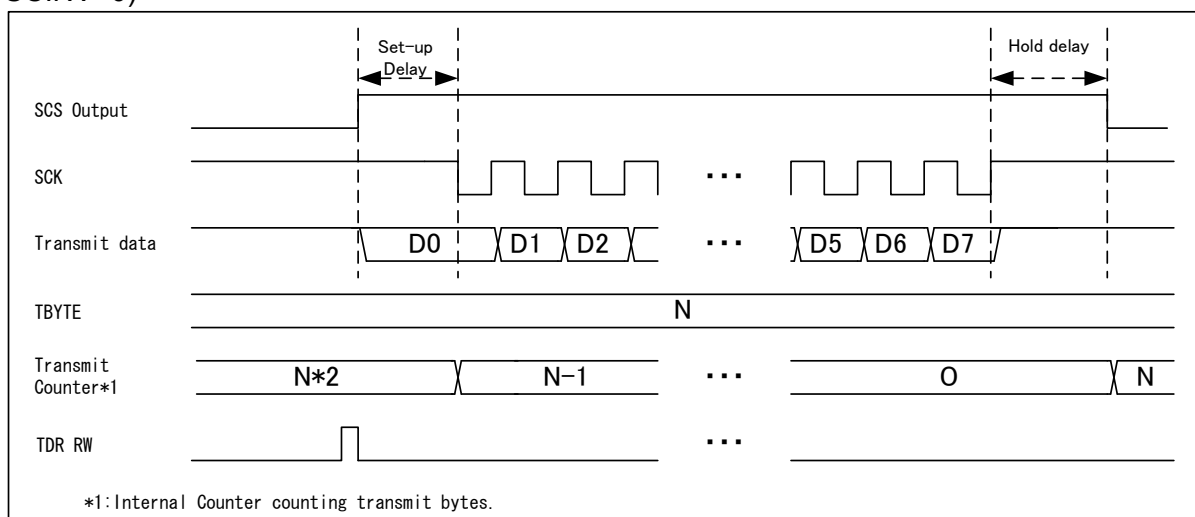 Set-up
Delay
Hold delay
SCS Output
SCK
•••
Transmit data
D0 D1 D2 ••• D5 D6 D7
TBYTE
N
Transmit
Counter*1
N*2 N-1 ••• 0 N
TDR RW
•••
*1:Internal Counter counting transmit bytes.